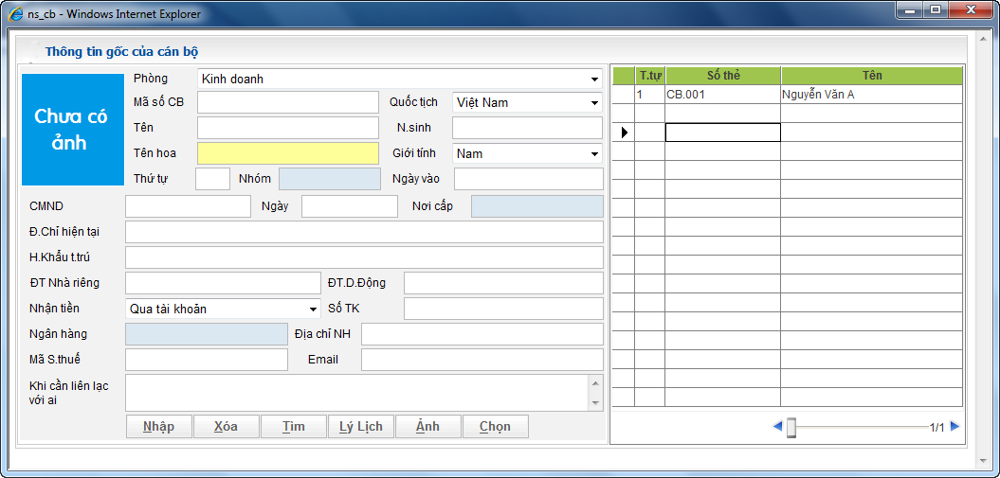 ns_cb - Windows Internet Explorer
Thông tin gốc của cán bộ
Chưa có
ảnh
Phòng Kinh doanh
Mã số CB Quốc tịch Việt Nam
Tên N.sinh
Tên hoa Giới tính Nam
Thứ tự Nhóm Ngày vào
CMND Ngày Nơi cấp
Đ.Chỉ hiện tại
H.Khẩu t.trú
ĐT Nhà riêng ĐT.D.Động
Nhận tiền Qua tài khoản Số TK
Ngân hàng Địa chỉ NH
Mã S.thuế Email
Khi cần liên lạc
với ai
Nhập Xóa Tìm Lý Lịch Ảnh Chọn
T.tự Số thẻ Tên
1 CB.001 Nguyễn Văn A
1/1